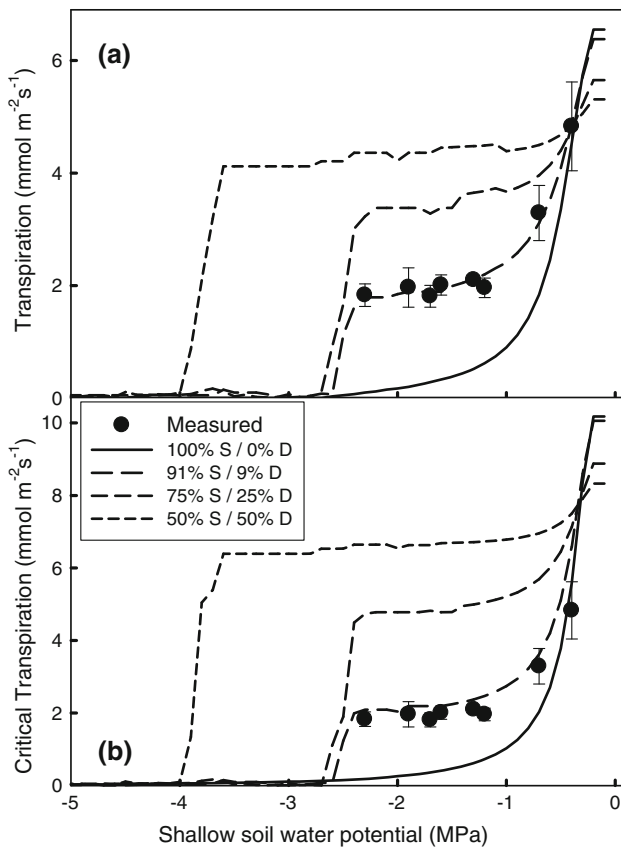 (a)
Transpiration (mmol m⁻²s⁻¹)
6
4
2
0
Measured
100% S / 0% D
91% S / 9% D
75% S / 25% D
50% S / 50% D
(b)
Critical Transpiration (mmol m⁻²s⁻¹)
10
8
6
4
2
0
-5 -4 -3 -2 -1 0
Shallow soil water potential (MPa)